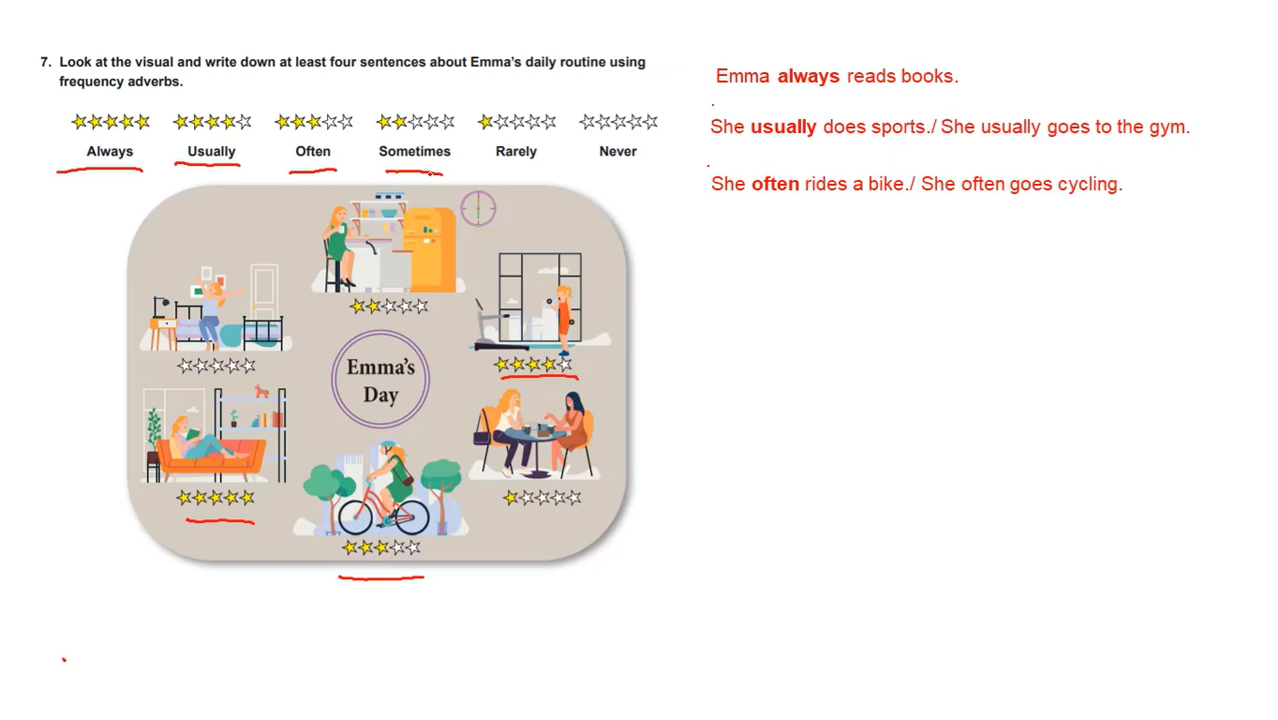 7. Look at the visual and write down at least four sentences about Emma's daily routine using
frequency adverbs.
Always Usually Often Sometimes Rarely Never
Emma's
Day
Emma always reads books.
She usually does sports./ She usually goes to the gym.
She often rides a bike./ She often goes cycling.